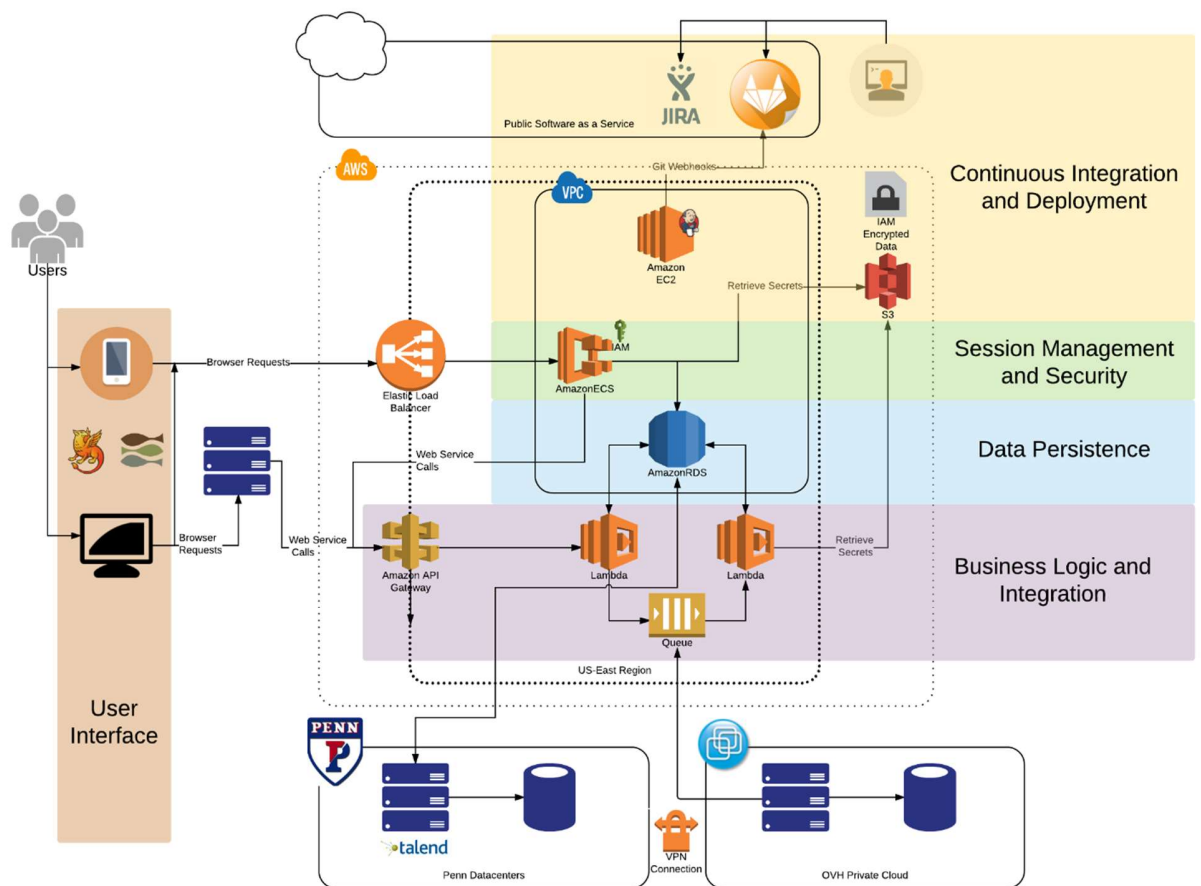 JIRA
Public Software as a Service
Git Webhooks
AWS
VPC
Continuous Integration
and Deployment
IAM
Encrypted
Data
Users
Amazon
EC2
Retrieve Secrets
S3
Browser Requests
Elastic Load
Balancer
IAM
AmazonECS
Session Management
and Security
Web Service
Calls
AmazonRDS
Data Persistence
Browser
Requests
Web Service
Calls
Amazon API
Gateway
Lambda
Lambda
Retrieve
Secrets
Business Logic and
Integration
Queue
US-East Region
User
Interface
PENN
P
talend
Penn Datacenters
VPN
Connection
OVH Private Cloud